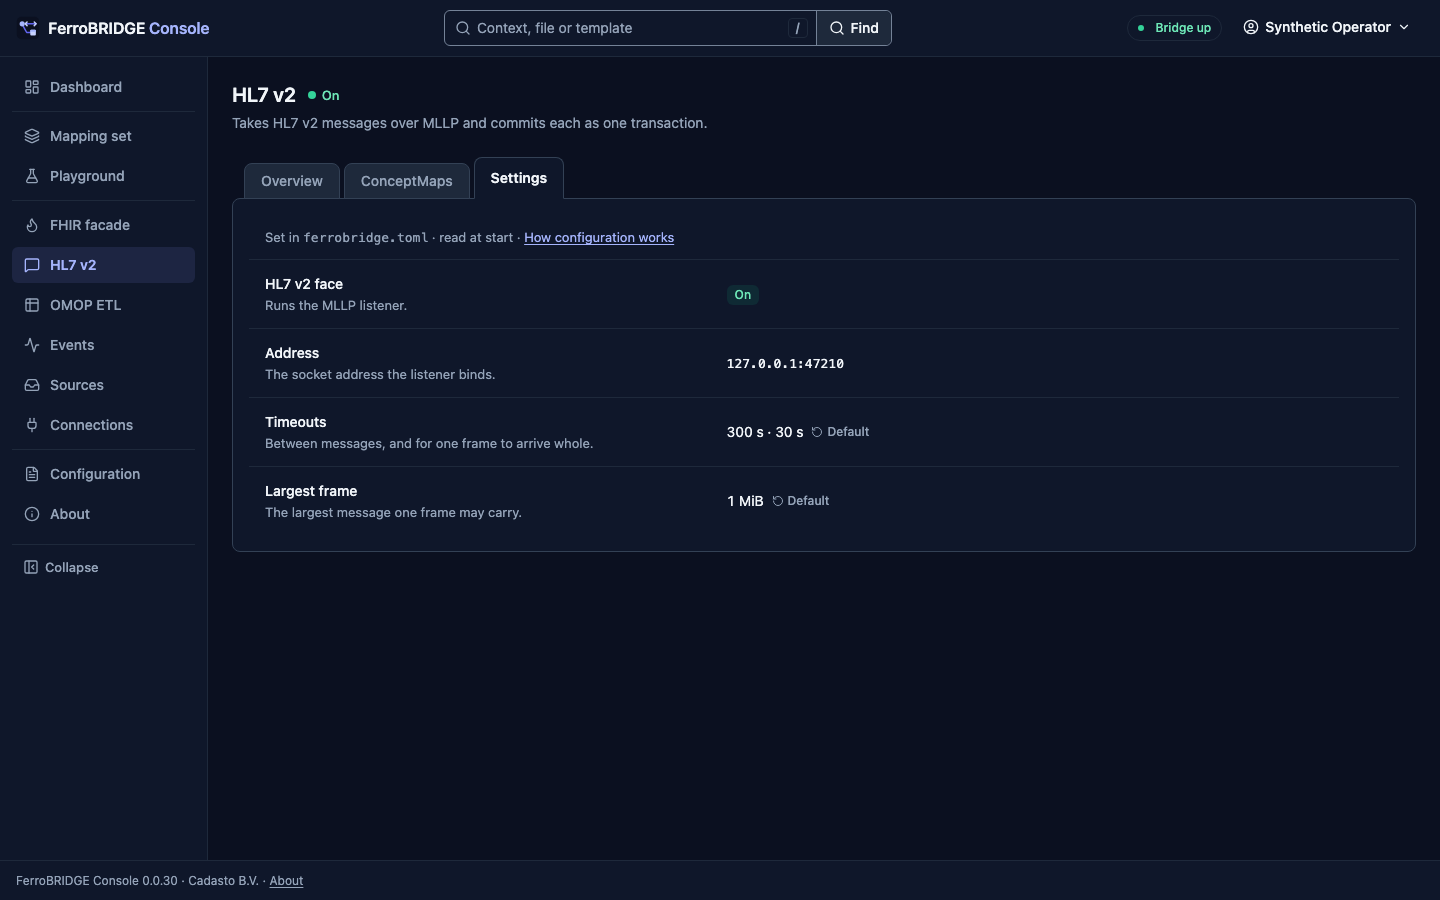 FerroBRIDGE Console
Context, file or template
/
Find
Bridge up
Synthetic Operator
Dashboard
Mapping set
Playground
FHIR facade
HL7 v2
OMOP ETL
Events
Sources
Connections
Configuration
About
Collapse
HL7 v2
On
Takes HL7 v2 messages over MLLP and commits each as one transaction.
Overview
ConceptMaps
Settings
Set in ferrobridge.toml · read at start · How configuration works
HL7 v2 face
Runs the MLLP listener.
On
Address
The socket address the listener binds.
127.0.0.1:47210
Timeouts
Between messages, and for one frame to arrive whole.
300 s · 30 s Default
Largest frame
The largest message one frame may carry.
1 MiB Default
FerroBRIDGE Console 0.0.30 · Cadasto B.V. · About